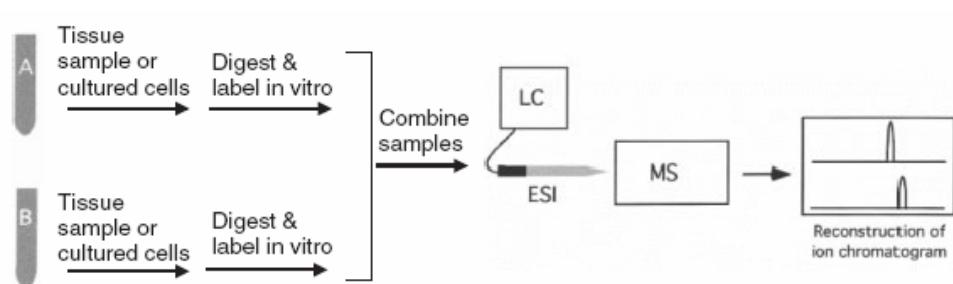 A
Tissue
sample or
cultured cells
Digest &
label in vitro
B
Tissue
sample or
cultured cells
Digest &
label in vitro
Combine
samples
LC
ESI
MS
Reconstruction of
ion chromatogram